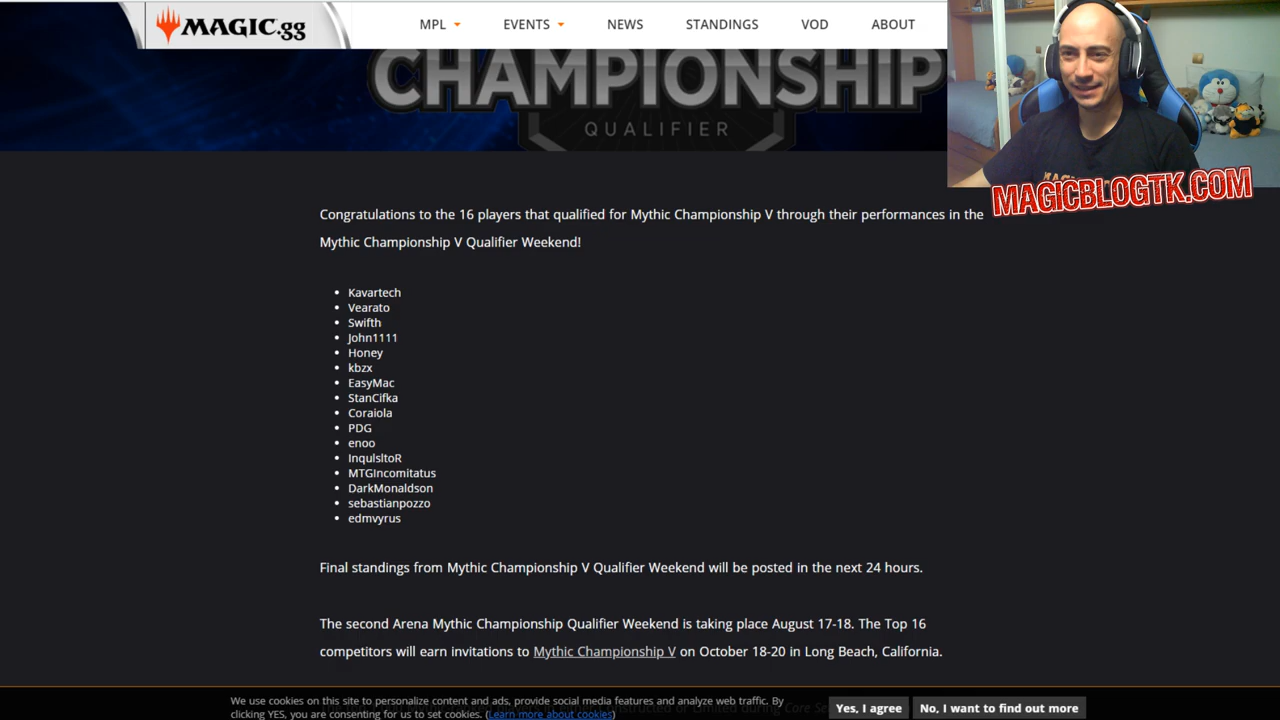 MAGIC.gg
MPL
EVENTS
NEWS
STANDINGS
VOD
ABOUT
CHAMPIONSHIP
QUALIFIER
MAGICBLOGTK.COM
Congratulations to the 16 players that qualified for Mythic Championship V through their performances in the
Mythic Championship V Qualifier Weekend!
• Kavartech
• Vearato
• Swifth
• John1111
• Honey
• kbzx
• EasyMac
• StanCifka
• Coraiola
• PDG
• enoo
• InquIsItoR
• MTGIncomitatus
• DarkMonaldson
• sebastianpozzo
• edmvyrus
Final standings from Mythic Championship V Qualifier Weekend will be posted in the next 24 hours.
The second Arena Mythic Championship Qualifier Weekend is taking place August 17-18. The Top 16
competitors will earn invitations to Mythic Championship V on October 18-20 in Long Beach, California.
We use cookies on this site to personalize content and ads, provide social media features and analyze web traffic. By
clicking YES, you are consenting for us to set cookies. (Learn more about cookies)
Yes, I agree
No, I want to find out more